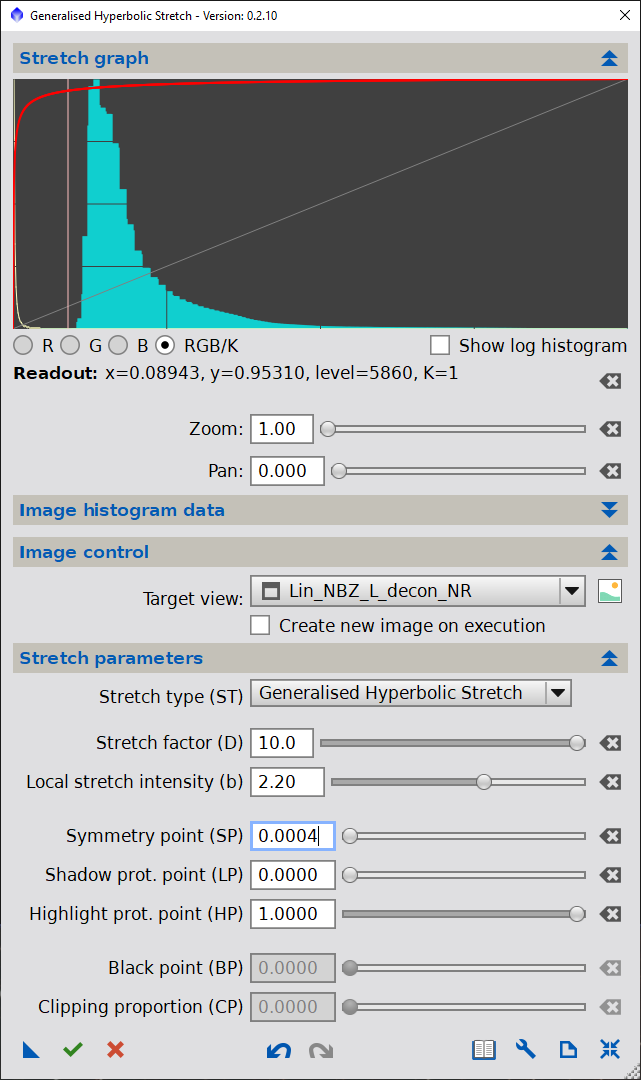 Generalised Hyperbolic Stretch - Version: 0.2.10
Stretch graph
R G B RGB/K Show log histogram
Readout: x=0.08943, y=0.95310, level=5860, K=1
Zoom: 1.00
Pan: 0.000
Image histogram data
Image control
Target view: Lin_NBZ_L_decon_NR
Create new image on execution
Stretch parameters
Stretch type (ST) Generalised Hyperbolic Stretch
Stretch factor (D) 10.0
Local stretch intensity (b) 2.20
Symmetry point (SP) 0.0004
Shadow prot. point (LP) 0.0000
Highlight prot. point (HP) 1.0000
Black point (BP) 0.0000
Clipping proportion (CP) 0.0000